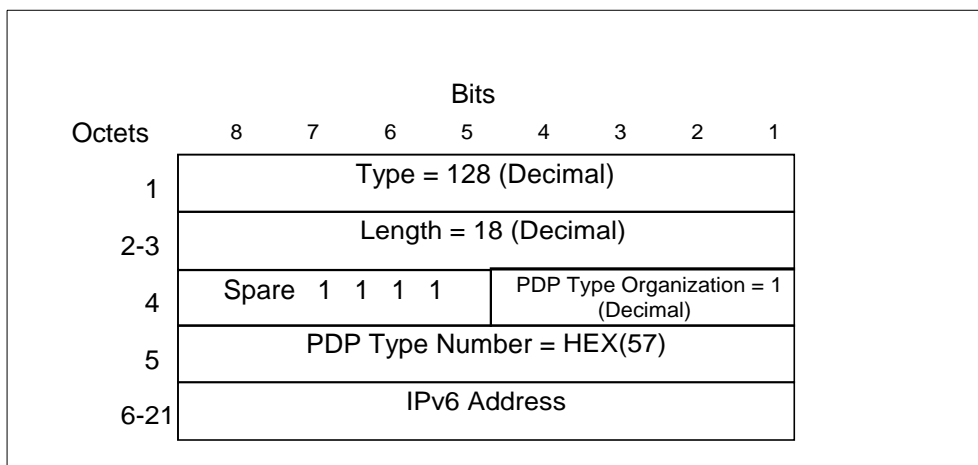 Bits
Octets 8 7 6 5 4 3 2 1
1 Type = 128 (Decimal)
2-3 Length = 18 (Decimal)
4 Spare 1 1 1 1 PDP Type Organization = 1
(Decimal)
5 PDP Type Number = HEX(57)
6-21 IPv6 Address